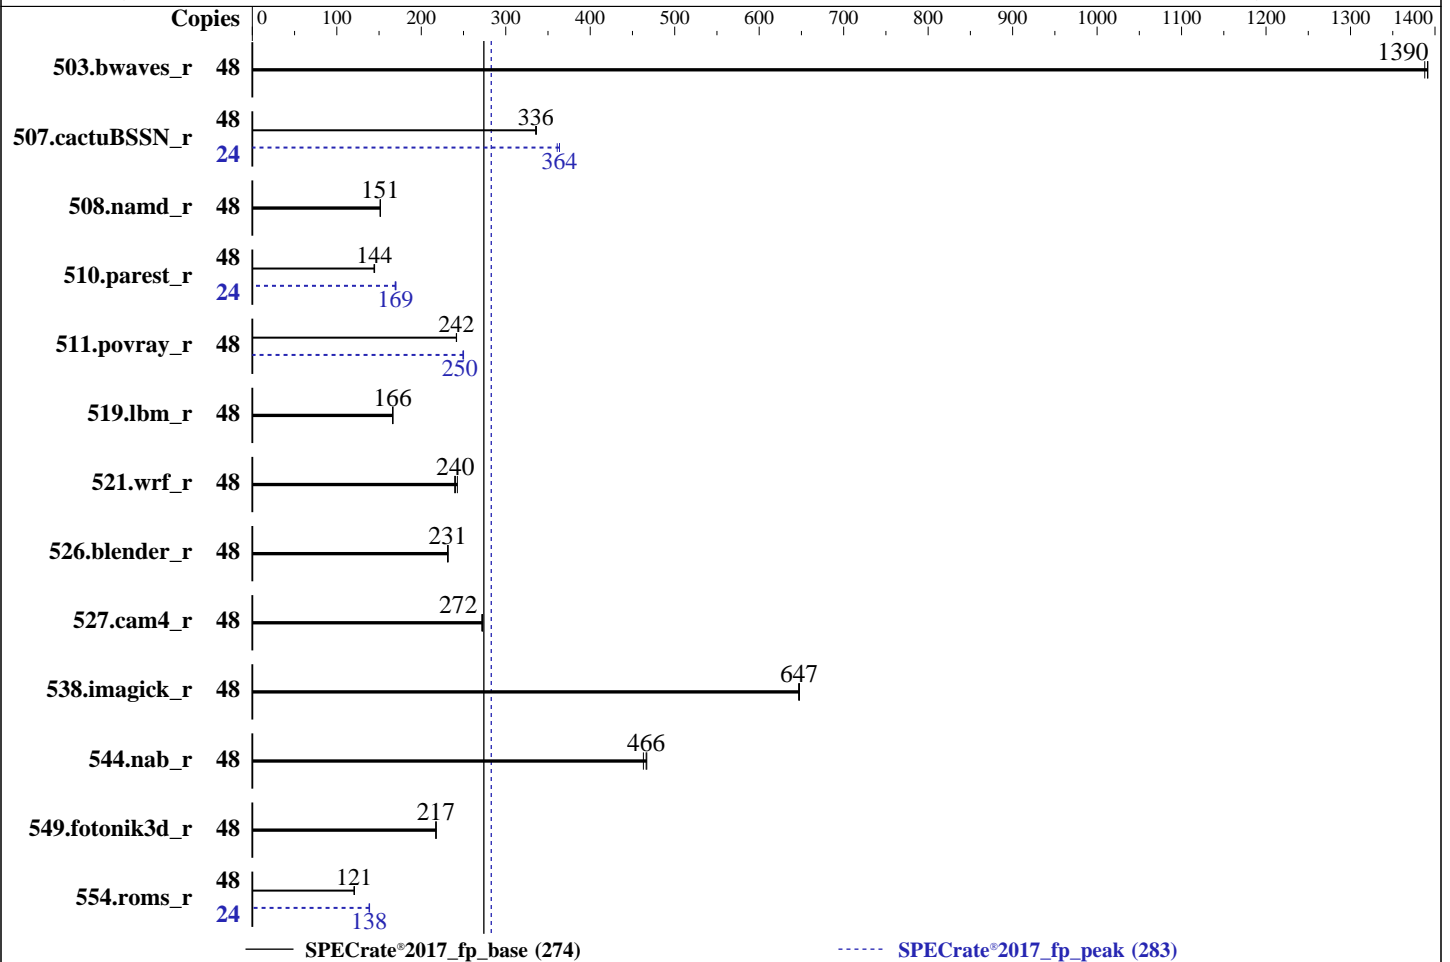 Copies 0 100 200 300 400 500 600 700 800 900 1000 1100 1200 1300 1400
503.bwaves_r 48 1390
507.cactuBSSN_r 48 336
24 364
508.namd_r 48 151
510.parest_r 48 144
24 169
511.povray_r 48 242
250
519.lbm_r 48 166
521.wrf_r 48 240
526.blender_r 48 231
527.cam4_r 48 272
538.imagick_r 48 647
544.nab_r 48 466
549.fotonik3d_r 48 217
554.roms_r 48 121
24 138
SPECrate®2017_fp_base (274) SPECrate®2017_fp_peak (283)